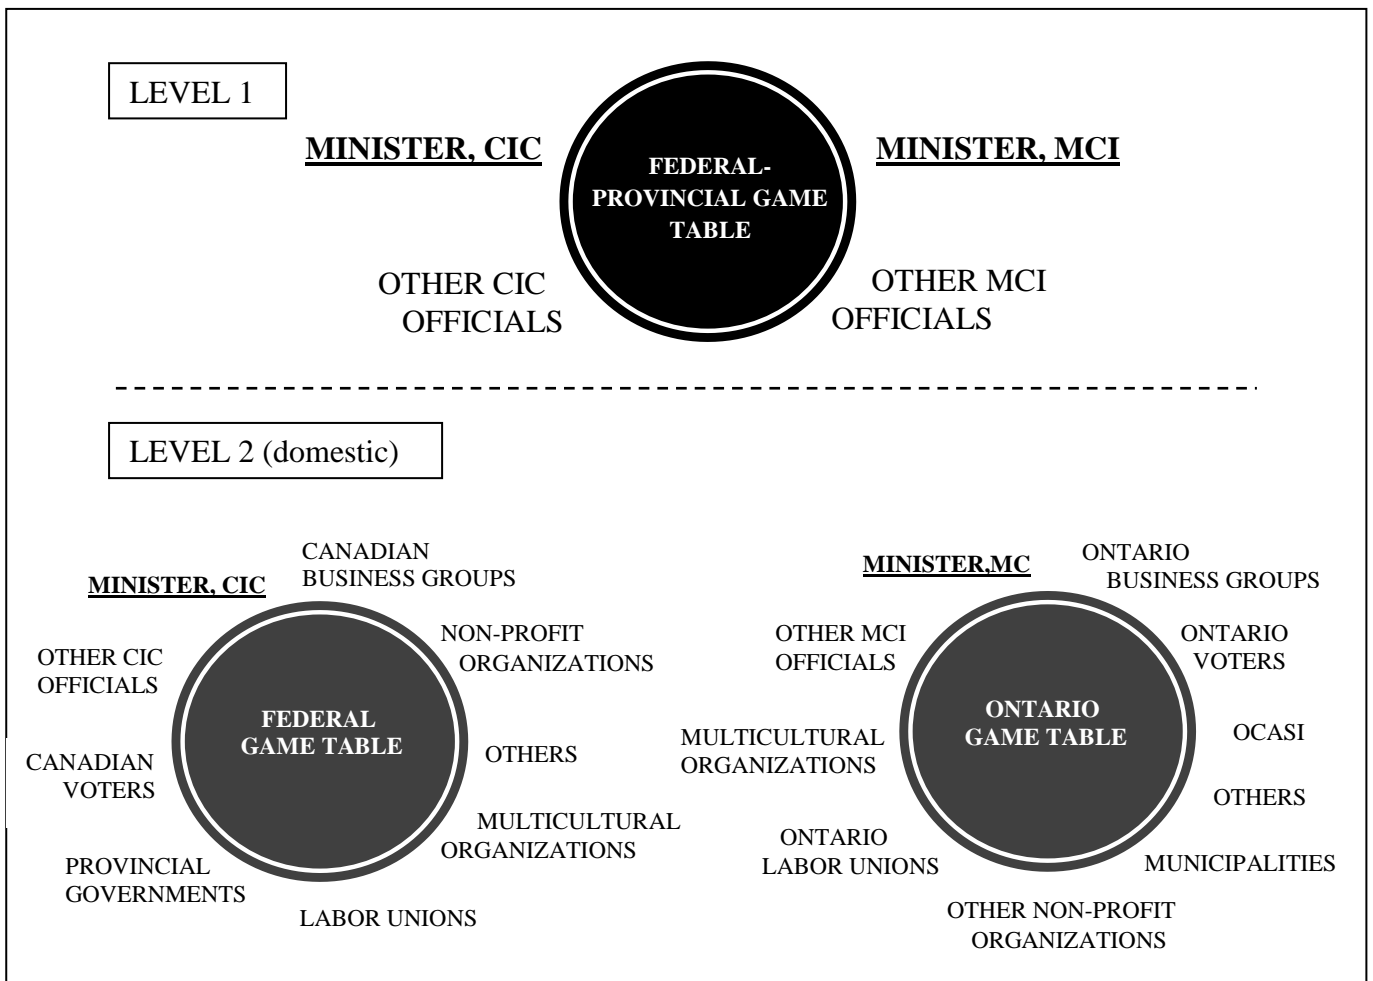 LEVEL 1
MINISTER, CIC
MINISTER, MCI
FEDERAL-
PROVINCIAL GAME
TABLE
OTHER CIC
OFFICIALS
OTHER MCI
OFFICIALS
LEVEL 2 (domestic)
MINISTER, CIC
CANADIAN
BUSINESS GROUPS
NON-PROFIT
ORGANIZATIONS
OTHER CIC
OFFICIALS
FEDERAL
GAME TABLE
OTHERS
CANADIAN
VOTERS
MULTICULTURAL
ORGANIZATIONS
PROVINCIAL
GOVERNMENTS
LABOR UNIONS
MINISTER,MC
ONTARIO
BUSINESS GROUPS
OTHER MCI
OFFICIALS
ONTARIO
VOTERS
ONTARIO
GAME TABLE
OCASI
MULTICULTURAL
ORGANIZATIONS
OTHERS
ONTARIO
LABOR UNIONS
MUNICIPALITIES
OTHER NON-PROFIT
ORGANIZATIONS